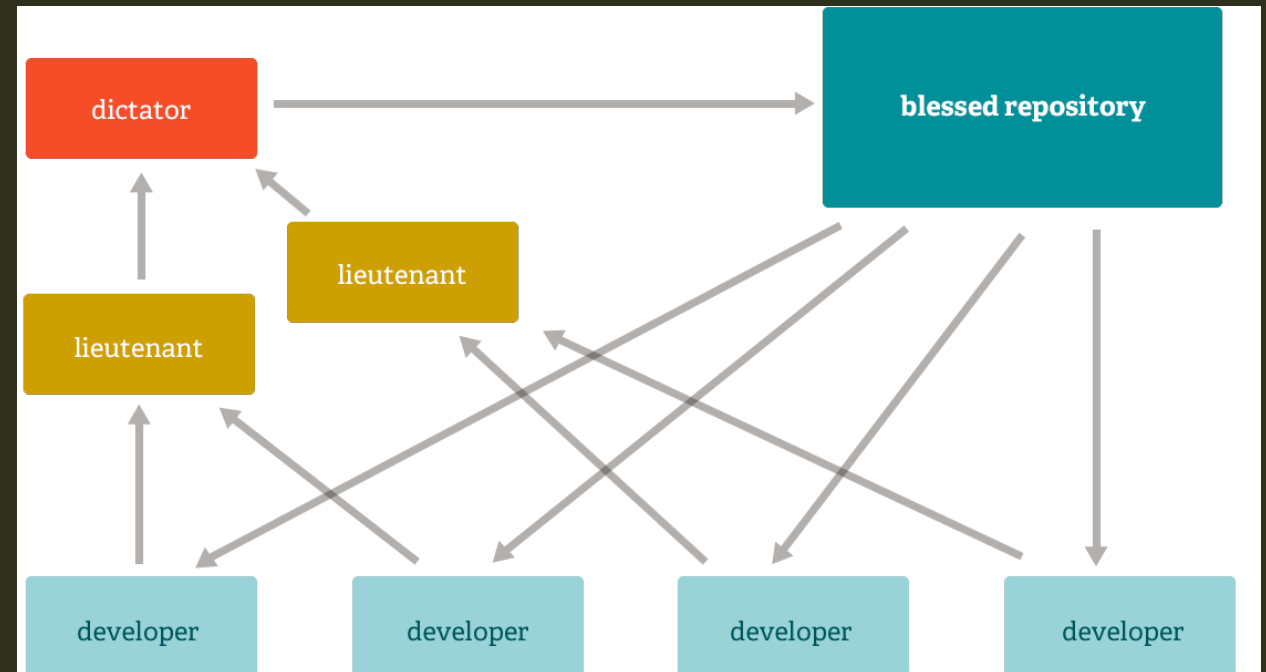 dictator
blessed repository
lieutenant
lieutenant
developer
developer
developer
developer